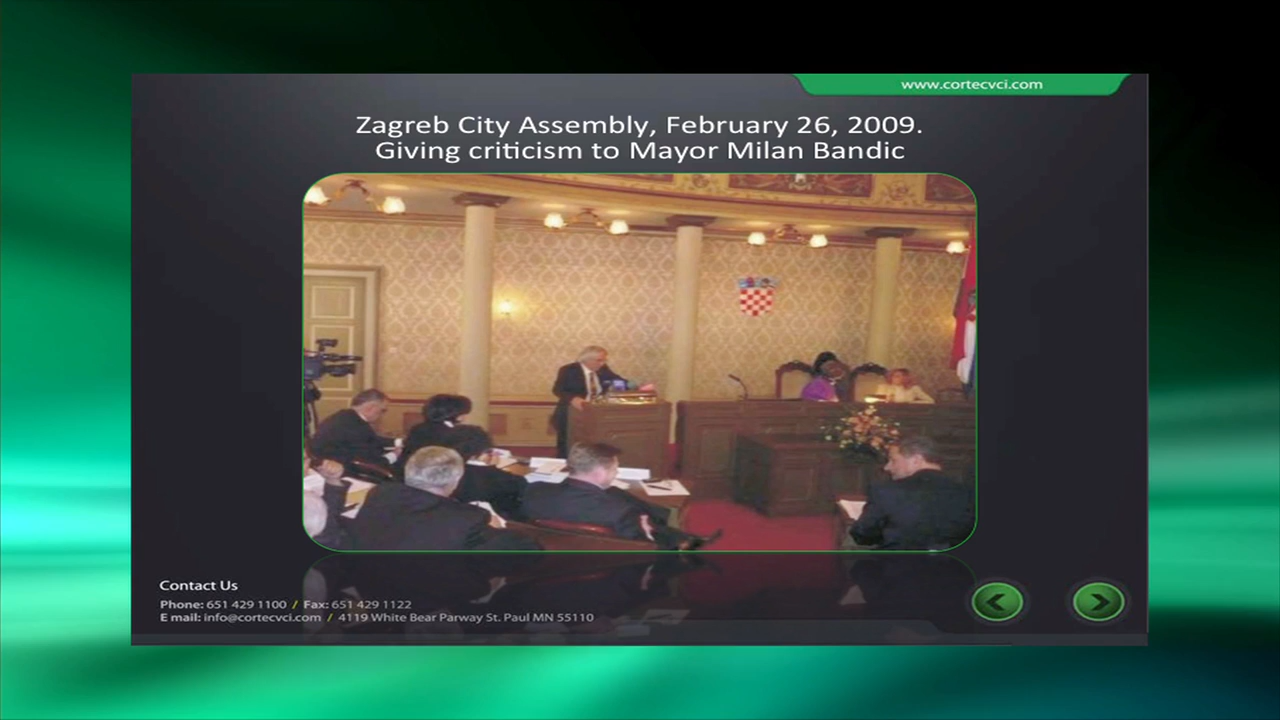 www.cortecvci.com
Zagreb City Assembly, February 26, 2009.
Giving criticism to Mayor Milan Bandic
Contact Us
Phone: 651 429 1100 / Fax: 651 429 1122
E mail: info@cortecvci.com / 4119 White Bear Parway St. Paul MN 55110